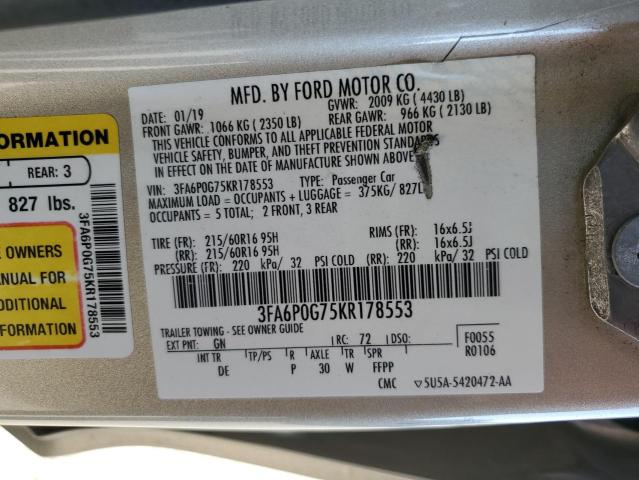 ORMATION
REAR: 3
827 lbs.
OWNERS
ANUAL FOR
DDITIONAL
3FA6P0G75KR178553
MFD. BY FORD MOTOR CO.
DATE: 01/19 GVWR: 2009 KG ( 4430 LB)
FRONT GAWR: 1066 KG ( 2350 LB) REAR GAWR: 966 KG ( 2130 LB)
THIS VEHICLE CONFORMS TO ALL APPLICABLE FEDERAL MOTOR
VEHICLE SAFETY, BUMPER, AND THEFT PREVENTION STANDARDS
IN EFFECT ON THE DATE OF MANUFACTURE SHOWN ABOVE.
VIN: 3FA6P0G75KR178553 TYPE: Passenger Car
MAXIMUM LOAD = OCCUPANTS + LUGGAGE = 375KG/ 827L
OCCUPANTS = 5 TOTAL; 2 FRONT, 3 REAR
TIRE (FR): 215/60R16 95H RIMS (FR): 16x6.5J
(RR): 215/60R16 95H (RR): 16x6.5J
PRESSURE (FR): 220 kPa/ 32 PSI COLD (RR): 220 kPa/ 32 PSI COLD
3FA6P0G75KR178553
TRAILER TOWING - SEE OWNER GUIDE
EXT PNT: GN RC: 72 DSO: F0055
R0106
INT TR TP/PS R AXLE TR SPR
DE P 30 W FFPP
CMC ▽5U5A-5420472-AA